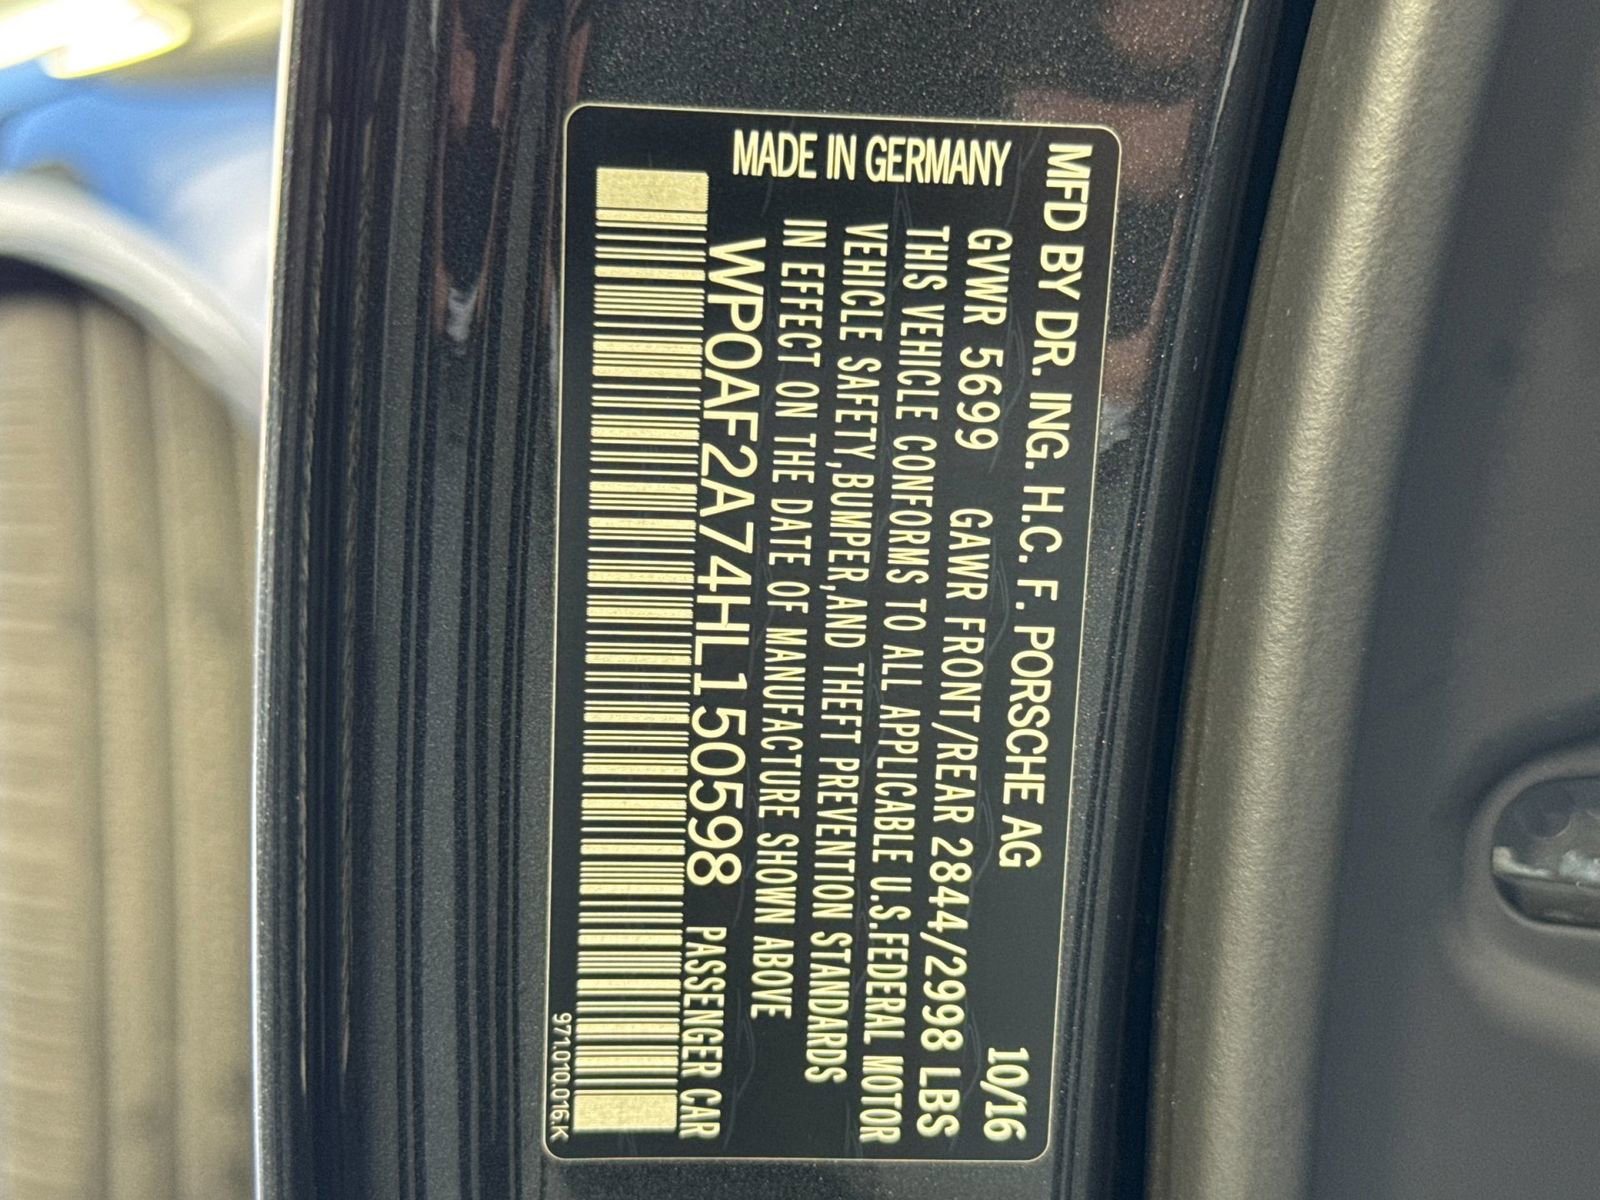 MFD BY DR. ING. H.C. F. PORSCHE AG 10/16
GVWR 5699 GAWR FRONT/REAR 2844/2998 LBS
THIS VEHICLE CONFORMS TO ALL APPLICABLE U.S.FEDERAL MOTOR
VEHICLE SAFETY,BUMPER,AND THEFT PREVENTION STANDARDS
IN EFFECT ON THE DATE OF MANUFACTURE SHOWN ABOVE
MADE IN GERMANY
WP0AF2A74HL150598 PASSENGER CAR
971.010.016.K